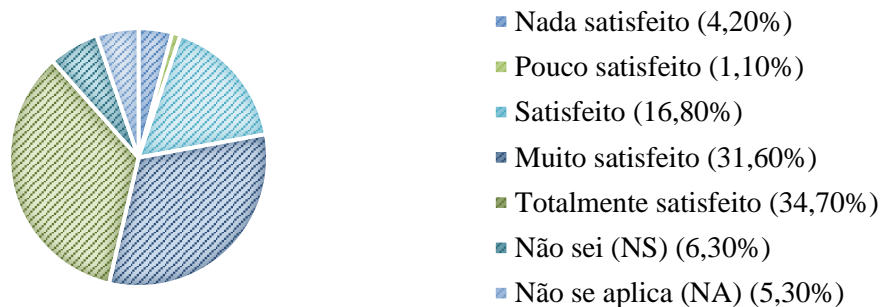 Nada satisfeito (4,20%)
Pouco satisfeito (1,10%)
Satisfeito (16,80%)
Muito satisfeito (31,60%)
Totalmente satisfeito (34,70%)
Não sei (NS) (6,30%)
Não se aplica (NA) (5,30%)